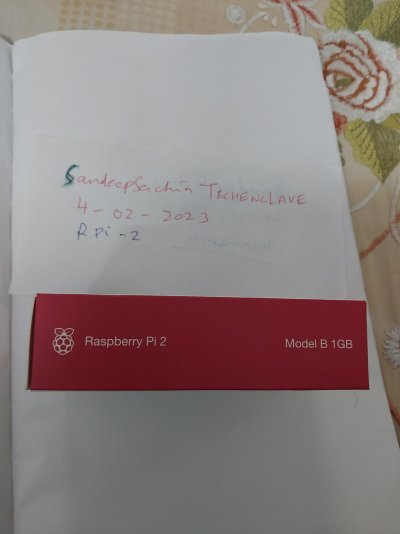 SandeepSachin TECHENCLAVE
4-02-2023
RPi-2
Raspberry Pi 2
Model B 1GB